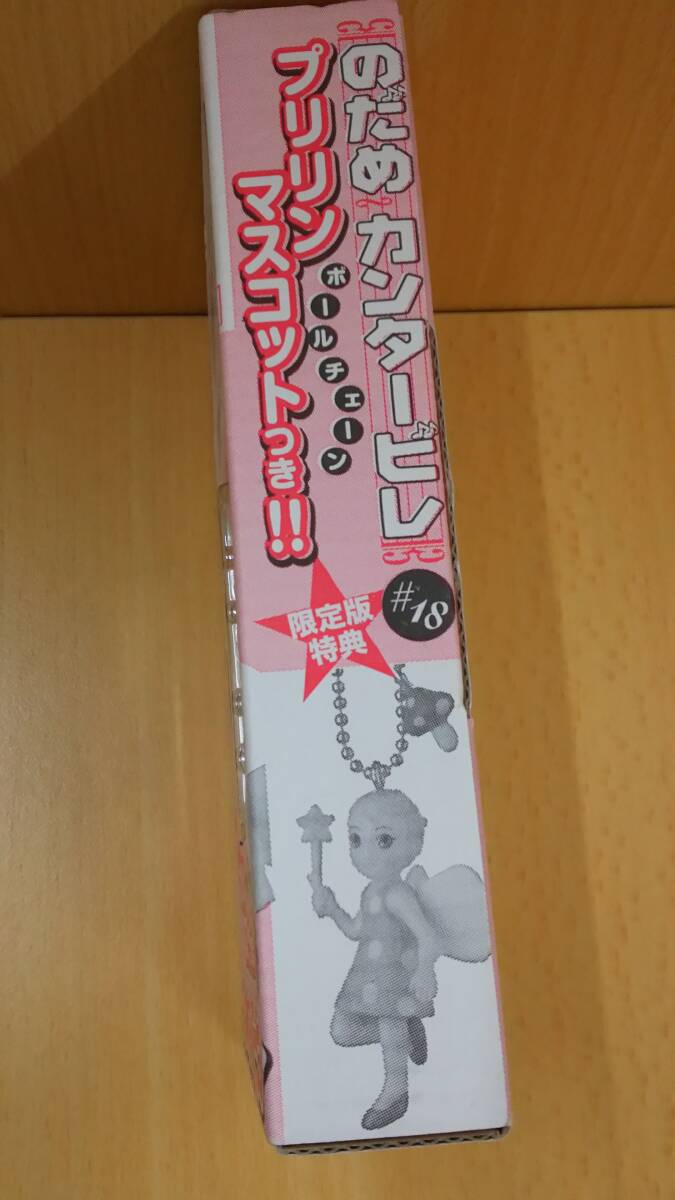 のだめカンタービレ
#18
プリリン
ボールチェーン
マスコットつき!!
限定版
特典